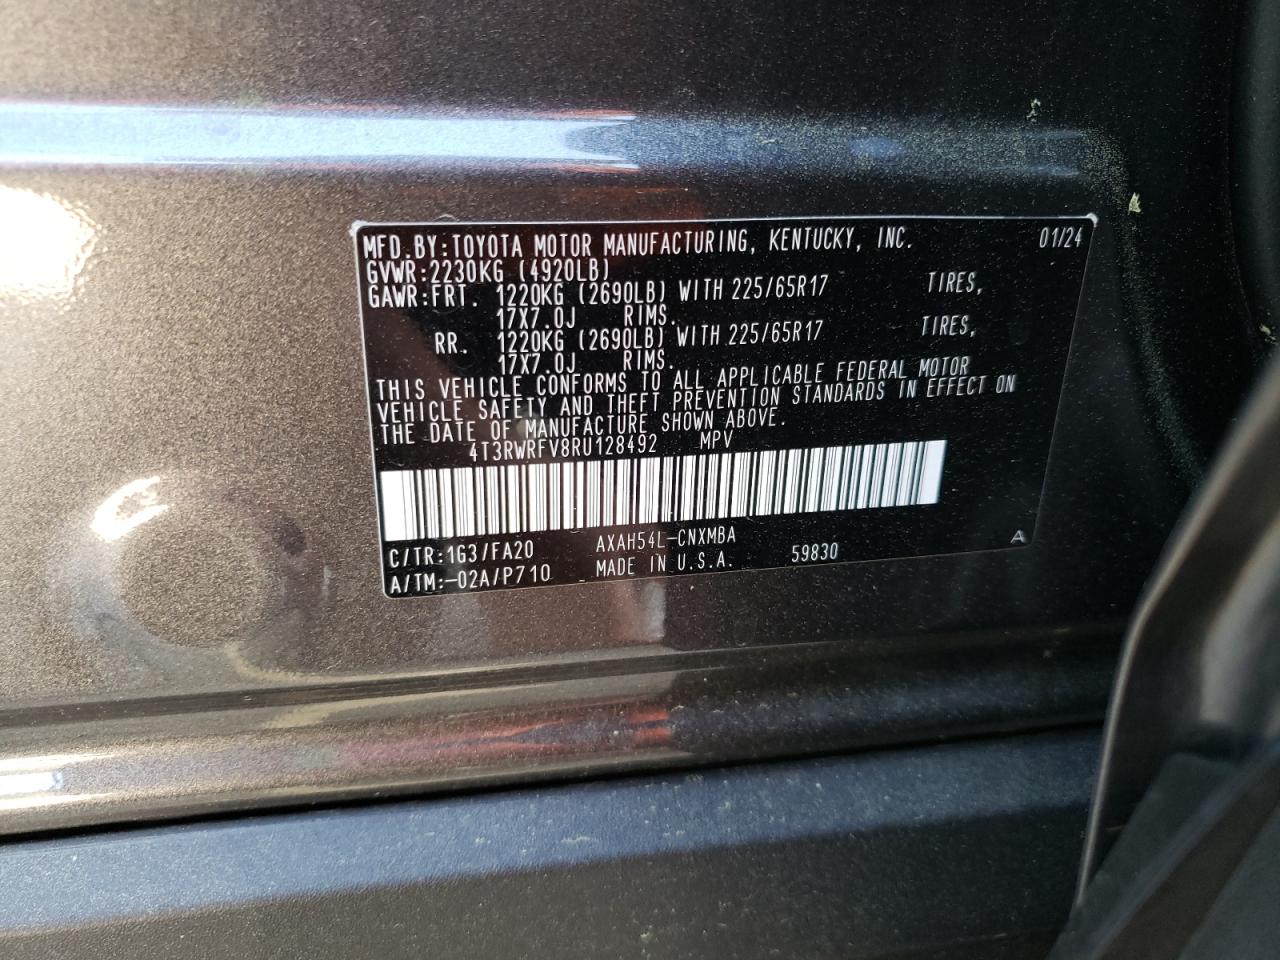 MFD.BY:TOYOTA MOTOR MANUFACTURING, KENTUCKY, INC. 01/24
GVWR:2230KG (4920LB)
GAWR:FRT. 1220KG (2690LB) WITH 225/65R17 TIRES,
17X7.0J RIMS.
RR. 1220KG (2690LB) WITH 225/65R17 TIRES,
17X7.0J RIMS.
THIS VEHICLE CONFORMS TO ALL APPLICABLE FEDERAL MOTOR
VEHICLE SAFETY AND THEFT PREVENTION STANDARDS IN EFFECT ON
THE DATE OF MANUFACTURE SHOWN ABOVE.
4T3RWRFV8RU128492 MPV
C/TR:1G3/FA20 AXAH54L-CNXMBA
A/TM:-02A/P710 MADE IN U.S.A. 59830 A